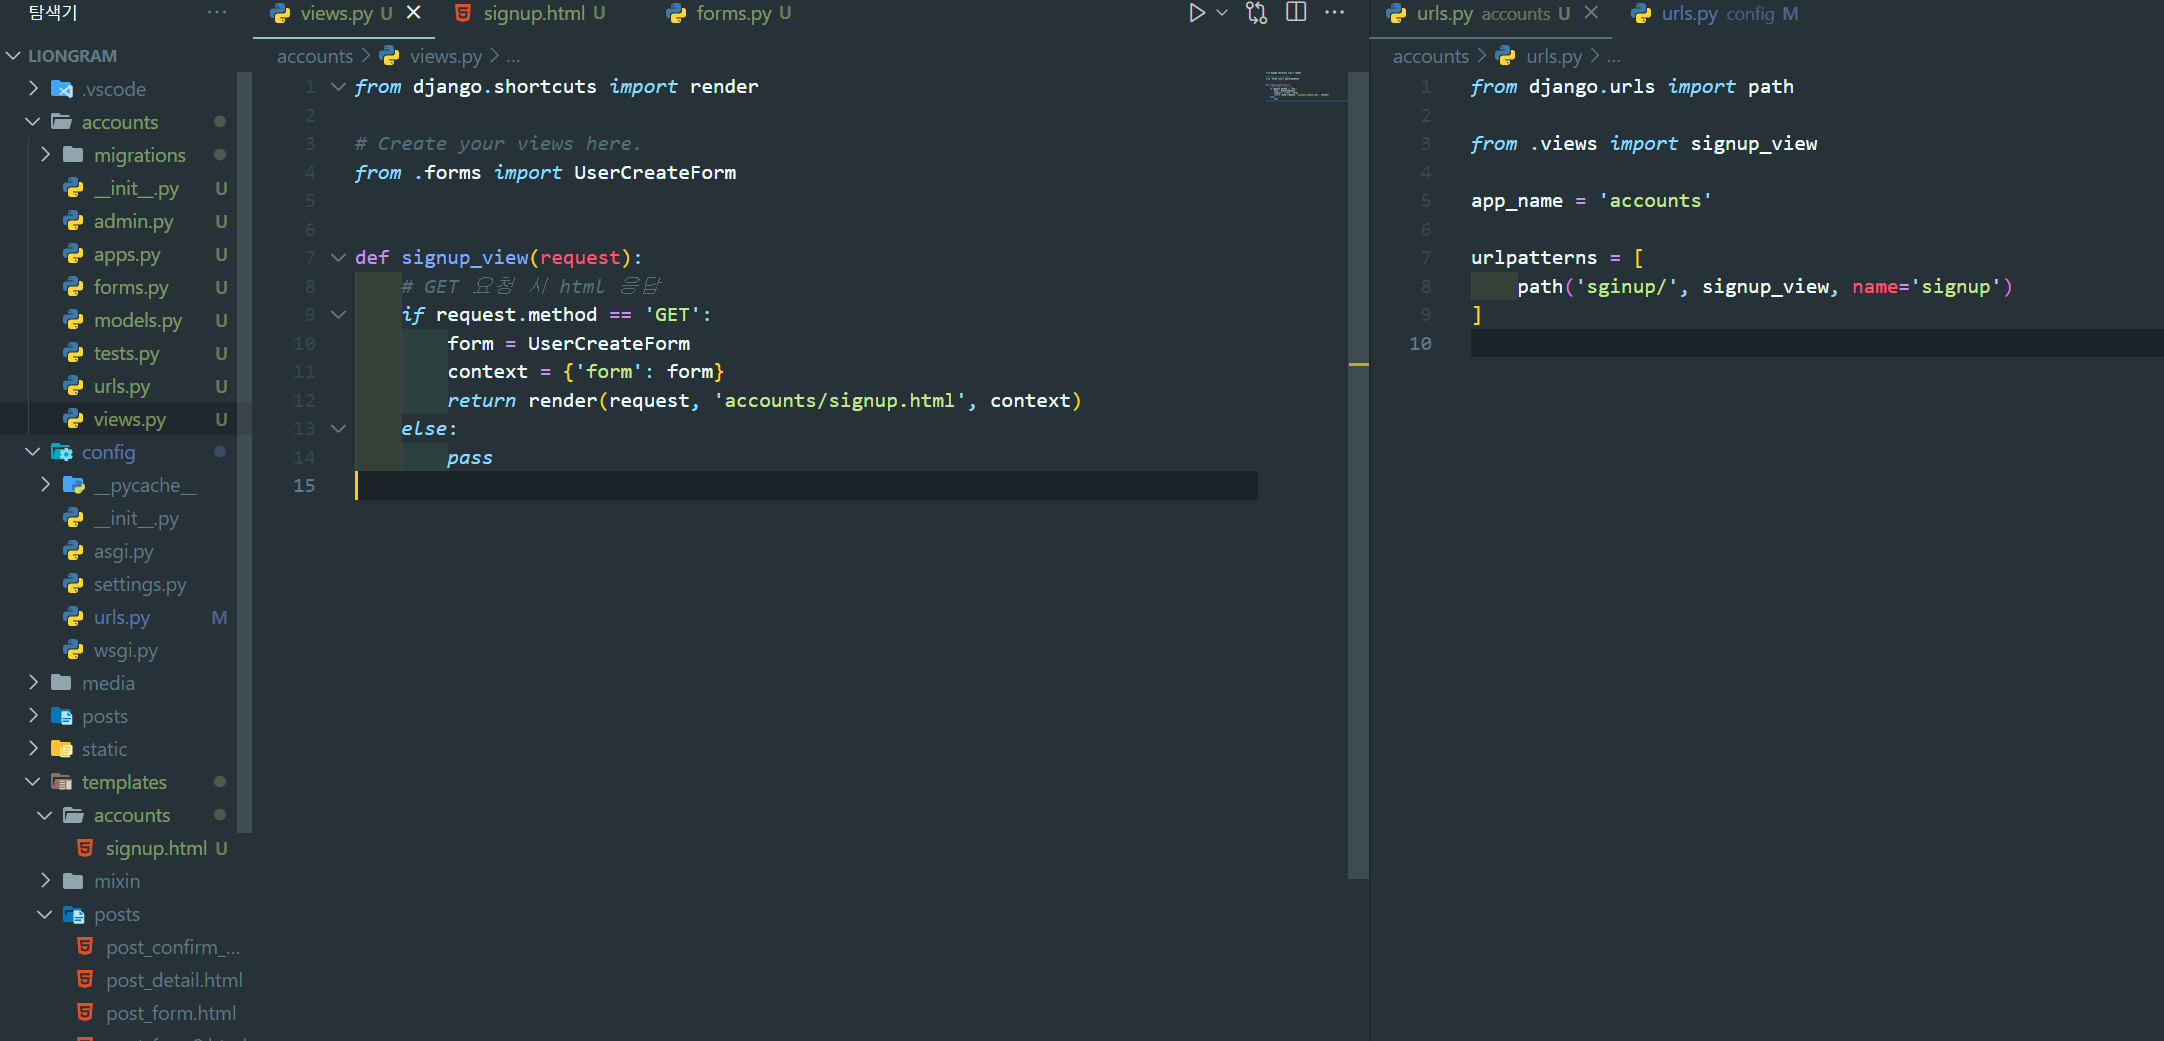 탐색기 ···
LIONGRAM
.vscode
accounts
migrations
__init__.py U
admin.py U
apps.py U
forms.py U
models.py U
tests.py U
urls.py U
views.py U
config
__pycache__
__init__.py
asgi.py
settings.py
urls.py M
wsgi.py
media
posts
static
templates
accounts
signup.html U
mixin
posts
post_confirm_...
post_detail.html
post_form.html
views.py U signup.html U forms.py U
accounts > views.py > ...
1 from django.shortcuts import render
2
3 # Create your views here.
4 from .forms import UserCreateForm
5
6
7 def signup_view(request):
8 # GET 요청 시 html 응답
9 if request.method == 'GET':
10 form = UserCreateForm
11 context = {'form': form}
12 return render(request, 'accounts/signup.html', context)
13 else:
14 pass
15
urls.py accounts U urls.py config M
accounts > urls.py > ...
1 from django.urls import path
2
3 from .views import signup_view
4
5 app_name = 'accounts'
6
7 urlpatterns = [
8 path('sginup/', signup_view, name='signup')
9 ]
10